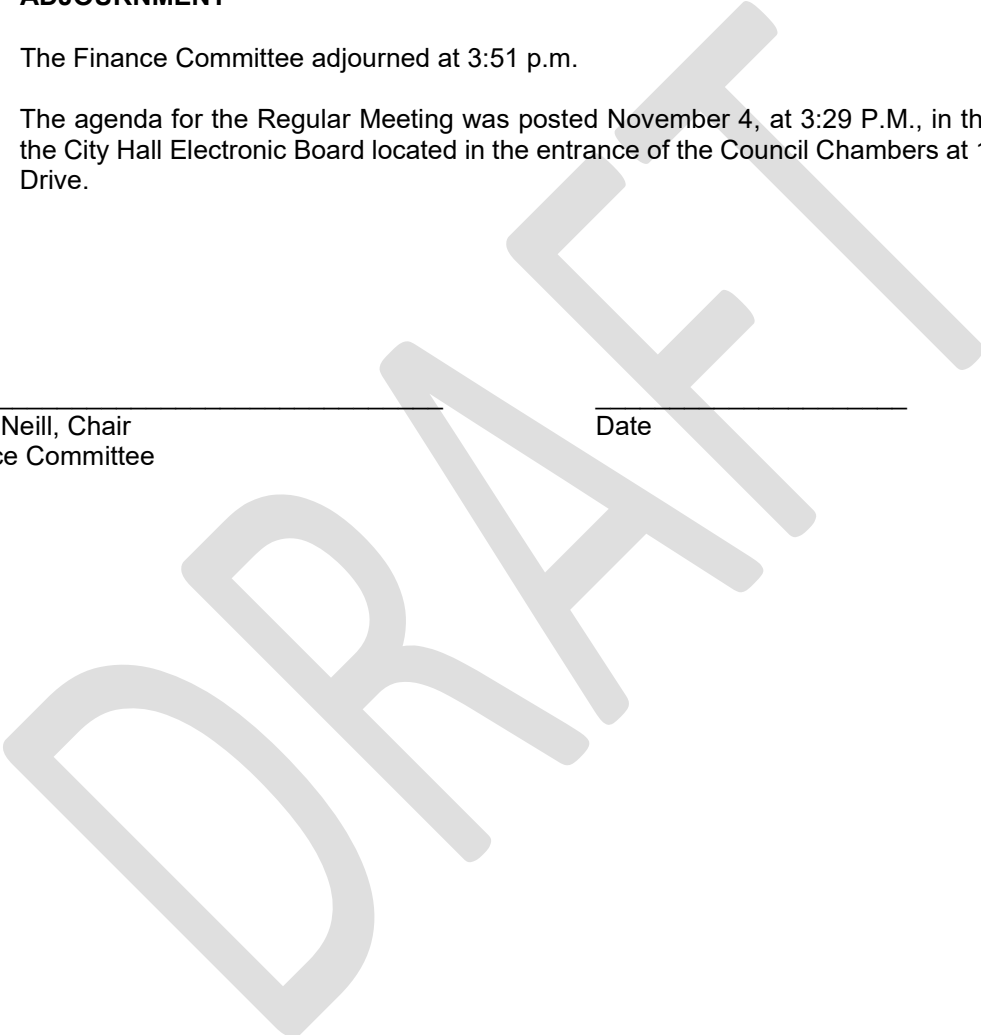 ADJOURNMENT
The Finance Committee adjourned at 3:51 p.m.
The agenda for the Regular Meeting was posted November 4, at 3:29 P.M., in
the City Hall Electronic Board located in the entrance of the Council Chambers at
Drive.
Neill, Chair
Date
Committee
DRAFT